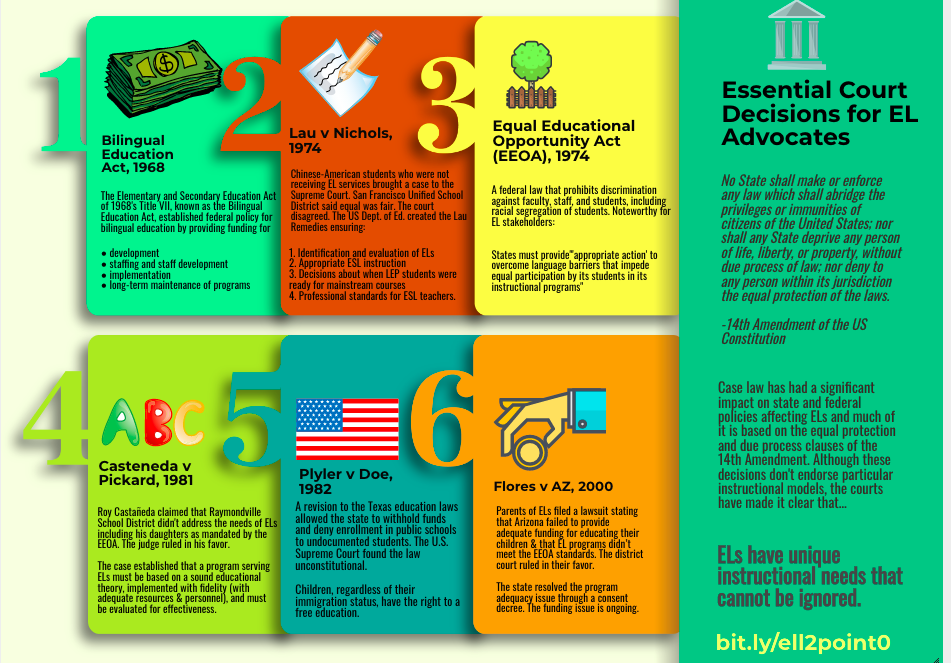 1
Bilingual
Education
Act, 1968
The Elementary and Secondary Education Act
of 1968's Title VII, known as the Bilingual
Education Act, established federal policy for
bilingual education by providing funding for
• development
• staffing and staff development
• implementation
• long-term maintenance of programs
2
Lau v Nichols,
1974
Chinese-American students who were not
receiving EL services brought a case to the
Supreme Court. San Francisco Unified School
District said equal was fair. The court
disagreed. The US Dept. of Ed. created the Lau
Remedies ensuring:
1. Identification and evaluation of ELs
2. Appropriate ESL instruction
3. Decisions about when LEP students were
ready for mainstream courses
4. Professional standards for ESL teachers.
3
Equal Educational
Opportunity Act
(EEOA), 1974
A federal law that prohibits discrimination
against faculty, staff, and students, including
racial segregation of students. Noteworthy for
EL stakeholders:
States must provide"'appropriate action' to
overcome language barriers that impede
equal participation by its students in its
instructional programs"
4
ABC
Casteneda v
Pickard, 1981
Roy Castañeda claimed that Raymondville
School District didn't address the needs of ELs
including his daughters as mandated by the
EEOA. The judge ruled in his favor.
The case established that a program serving
ELs must be based on a sound educational
theory, implemented with fidelity (with
adequate resources & personnel), and must
be evaluated for effectiveness.
5
Plyler v Doe,
1982
A revision to the Texas education laws
allowed the state to withhold funds
and deny enrollment in public schools
to undocumented students. The U.S.
Supreme Court found the law
unconstitutional.
Children, regardless of their
immigration status, have the right to a
free education.
6
Flores v AZ, 2000
Parents of ELs filed a lawsuit stating
that Arizona failed to provide
adequate funding for educating their
children & that EL programs didn't
meet the EEOA standards. The district
court ruled in their favor.
The state resolved the program
adequacy issue through a consent
decree. The funding issue is ongoing.
Essential Court
Decisions for EL
Advocates
No State shall make or enforce
any law which shall abridge the
privileges or immunities of
citizens of the United States; nor
shall any State deprive any person
of life, liberty, or property, without
due process of law; nor deny to
any person within its jurisdiction
the equal protection of the laws.
-14th Amendment of the US
Constitution
Case law has had a significant
impact on state and federal
policies affecting ELs and much of
it is based on the equal protection
and due process clauses of the
14th Amendment. Although these
decisions don't endorse particular
instructional models, the courts
have made it clear that...
ELs have unique
instructional needs that
cannot be ignored.
bit.ly/ell2point0